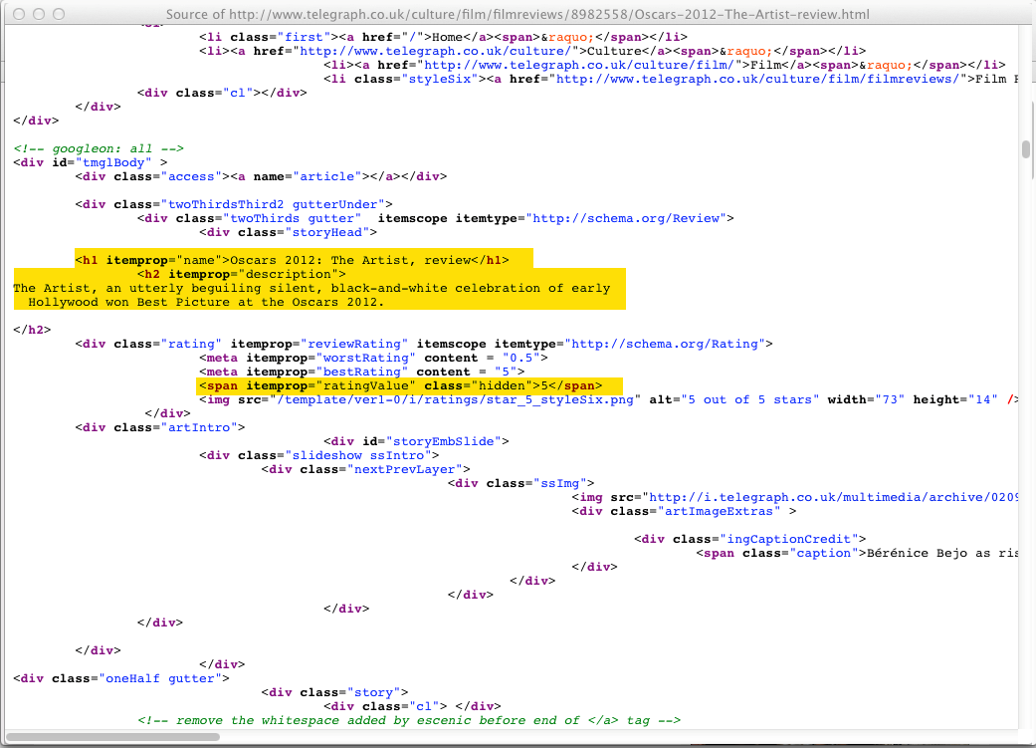 Source of http://www.telegraph.co.uk/culture/film/filmreviews/8982558/Oscars-2012-The-Artist-review.html
<li class="first"><a href="/">Home</a><span>&raquo;</span></li>
<li><a href="http://www.telegraph.co.uk/culture/">Culture</a><span>&raquo;</span></li>
<li><a href="http://www.telegraph.co.uk/culture/film/">Film</a><span>&raquo;</span></li>
<li class="styleSix"><a href="http://www.telegraph.co.uk/culture/film/filmreviews/">Film
<div class="cl"></div>
</div>
</div>
<!-- googleon: all -->
<div id="tmglBody" >
<div class="access"><a name="article"></a></div>
<div class="twoThirdsThird2 gutterUnder">
<div class="twoThirds gutter"  itemscope itemtype="http://schema.org/Review">
<div class="storyHead">
<h1 itemprop="name">Oscars 2012: The Artist, review</h1>
<h2 itemprop="description">
The Artist, an utterly beguiling silent, black-and-white celebration of early
Hollywood won Best Picture at the Oscars 2012.
</h2>
<div class="rating" itemprop="reviewRating" itemscope itemtype="http://schema.org/Rating">
<meta itemprop="worstRating" content = "0.5">
<meta itemprop="bestRating" content = "5">
<span itemprop="ratingValue" class="hidden">5</span>
<img src="/template/ver1-0/i/ratings/star_5_styleSix.png" alt="5 out of 5 stars" width="73" height="14" />
</div>
<div class="artIntro">
<div id="storyEmbSlide">
<div class="slideshow ssIntro">
<div class="nextPrevLayer">
<div class="ssImg">
<img src="http://i.telegraph.co.uk/multimedia/archive/0209
<div class="artImageExtras" >
<div class="ingCaptionCredit">
<span class="caption">Bérénice Bejo as ris
</div>
</div>
</div>
</div>
</div>
</div>
</div>
<div class="oneHalf gutter">
<div class="story">
<div class="cl"> </div>
<!-- remove the whitespace added by escenic before end of </a> tag -->